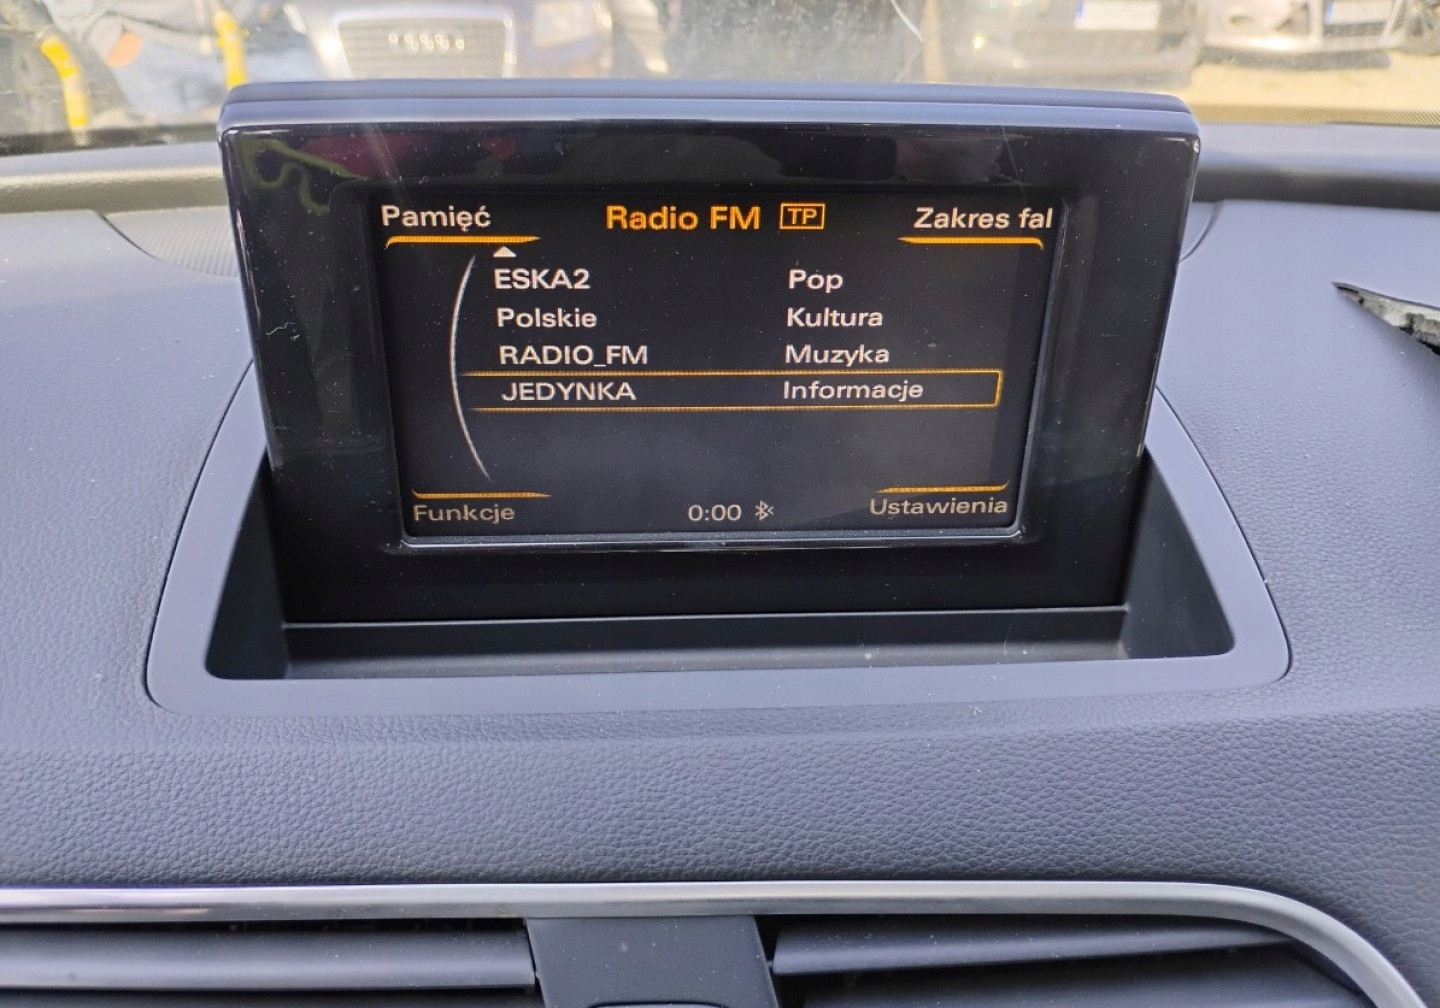 Pamięć Radio FM TP Zakres fal
ESKA2 Pop
Polskie Kultura
RADIO_FM Muzyka
JEDYNKA Informacje
Funkcje 0:00 Ustawienia